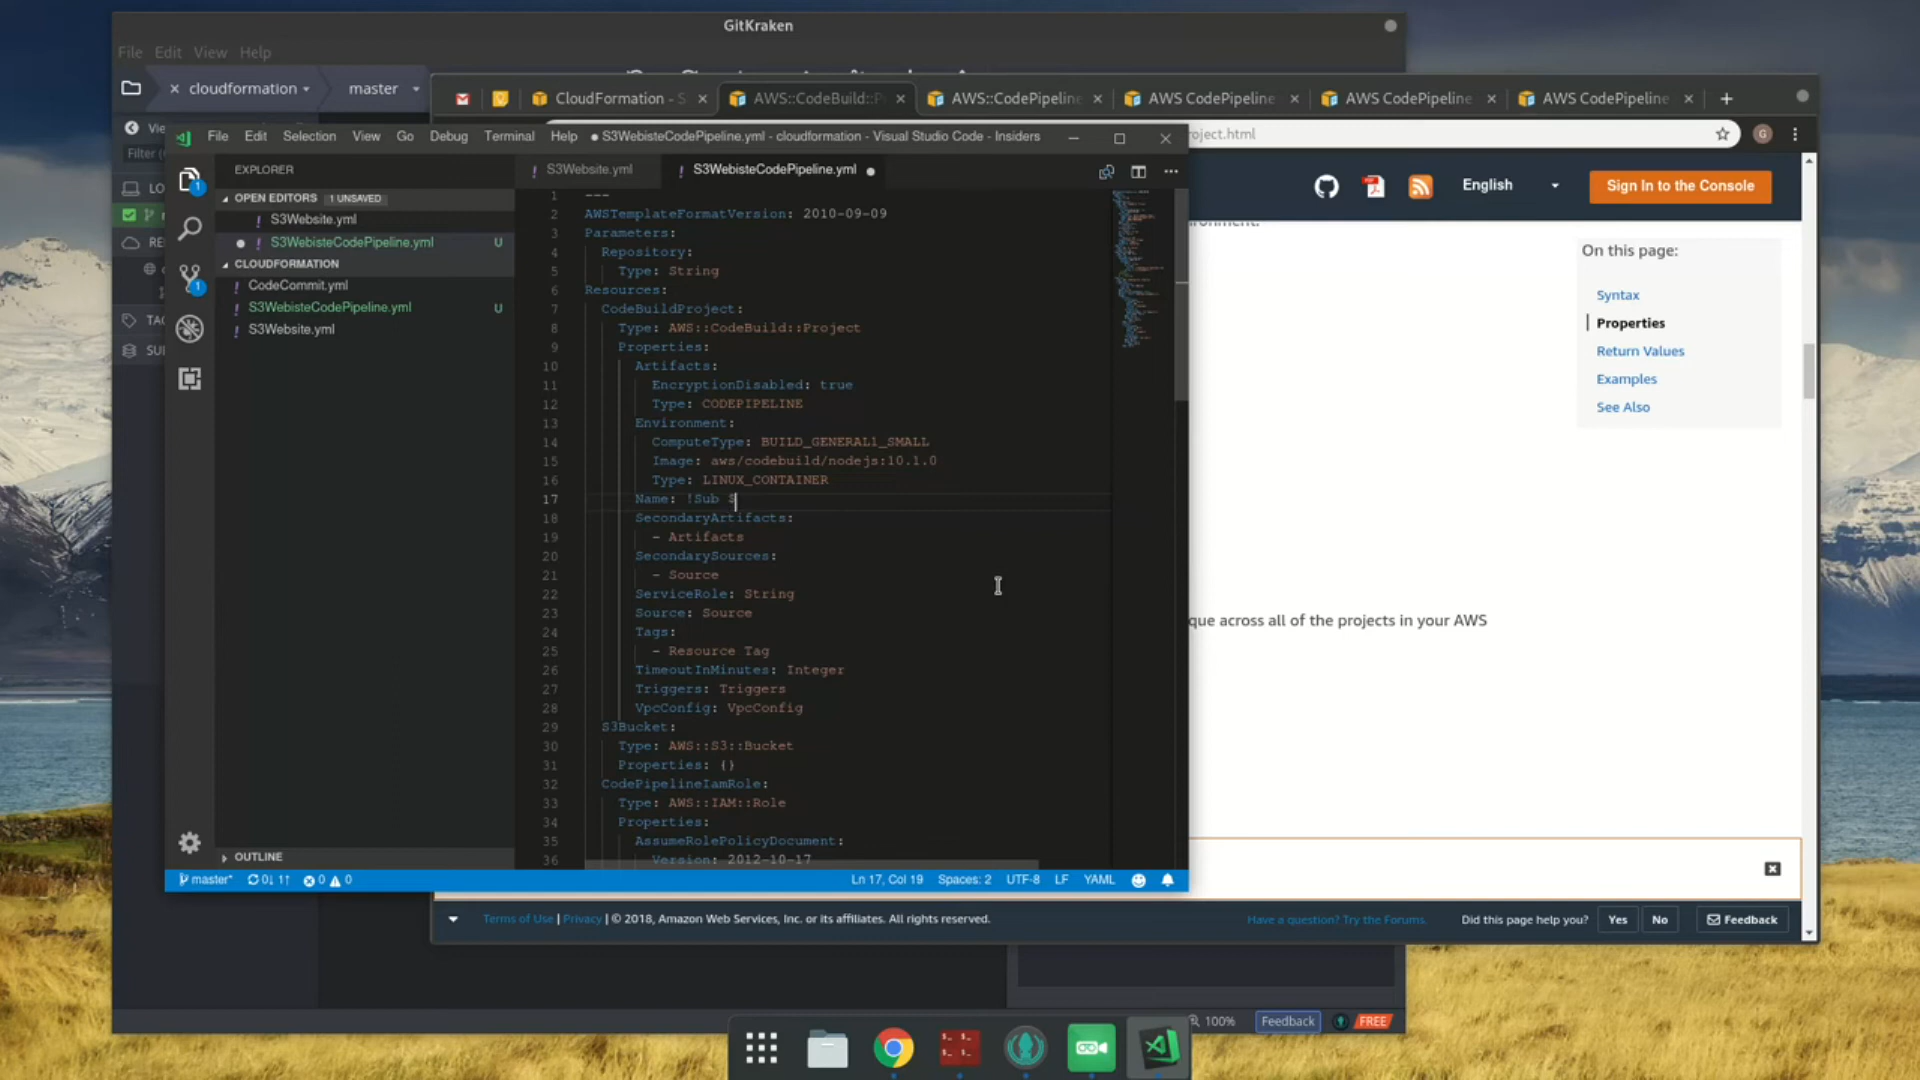 GitKraken
File Edit View Help
cloudformation
master
CloudFormation - S
AWS::CodeBuild::P
AWS::CodePipeline
AWS CodePipeline
AWS CodePipeline
AWS CodePipeline
oject.html
G
File Edit Selection View Go Debug Terminal Help
● S3WebisteCodePipeline.yml - cloudformation - Visual Studio Code - Insiders
EXPLORER
OPEN EDITORS 1 UNSAVED
! S3Website.yml
● ! S3WebisteCodePipeline.yml U
CLOUDFORMATION
! CodeCommit.yml
! S3WebisteCodePipeline.yml U
! S3Website.yml
OUTLINE
! S3Website.yml
! S3WebisteCodePipeline.yml ●
1 ---
2 AWSTemplateFormatVersion: 2010-09-09
3 Parameters:
4 Repository:
5 Type: String
6 Resources:
7 CodeBuildProject:
8 Type: AWS::CodeBuild::Project
9 Properties:
10 Artifacts:
11 EncryptionDisabled: true
12 Type: CODEPIPELINE
13 Environment:
14 ComputeType: BUILD_GENERAL1_SMALL
15 Image: aws/codebuild/nodejs:10.1.0
16 Type: LINUX_CONTAINER
17 Name: !Sub $
18 SecondaryArtifacts:
19 - Artifacts
20 SecondarySources:
21 - Source
22 ServiceRole: String
23 Source: Source
24 Tags:
25 - Resource Tag
26 TimeoutInMinutes: Integer
27 Triggers: Triggers
28 VpcConfig: VpcConfig
29 S3Bucket:
30 Type: AWS::S3::Bucket
31 Properties: {}
32 CodePipelineIamRole:
33 Type: AWS::IAM::Role
34 Properties:
35 AssumeRolePolicyDocument:
36 Version: 2012-10-17
master* 0↓ 1↑ 0 0
Ln 17, Col 19 Spaces: 2 UTF-8 LF YAML
English
Sign In to the Console
On this page:
Syntax
Properties
Return Values
Examples
See Also
que across all of the projects in your AWS
Terms of Use | Privacy | © 2018, Amazon Web Services, Inc. or its affiliates. All rights reserved.
Have a question? Try the Forums.
Did this page help you? Yes No Feedback
100% Feedback FREE